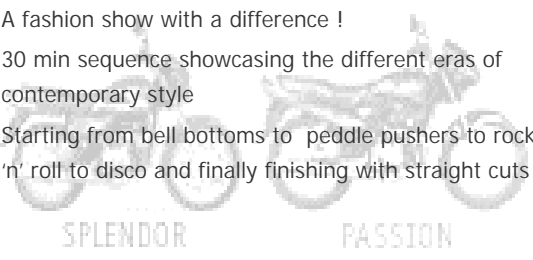 A fashion show with a difference !
30 min sequence showcasing the different eras of
contemporary style
Starting from bell bottoms to peddle pushers to rock
‘n’ roll to disco and finally finishing with straight cuts
SPLENDOR PASSION